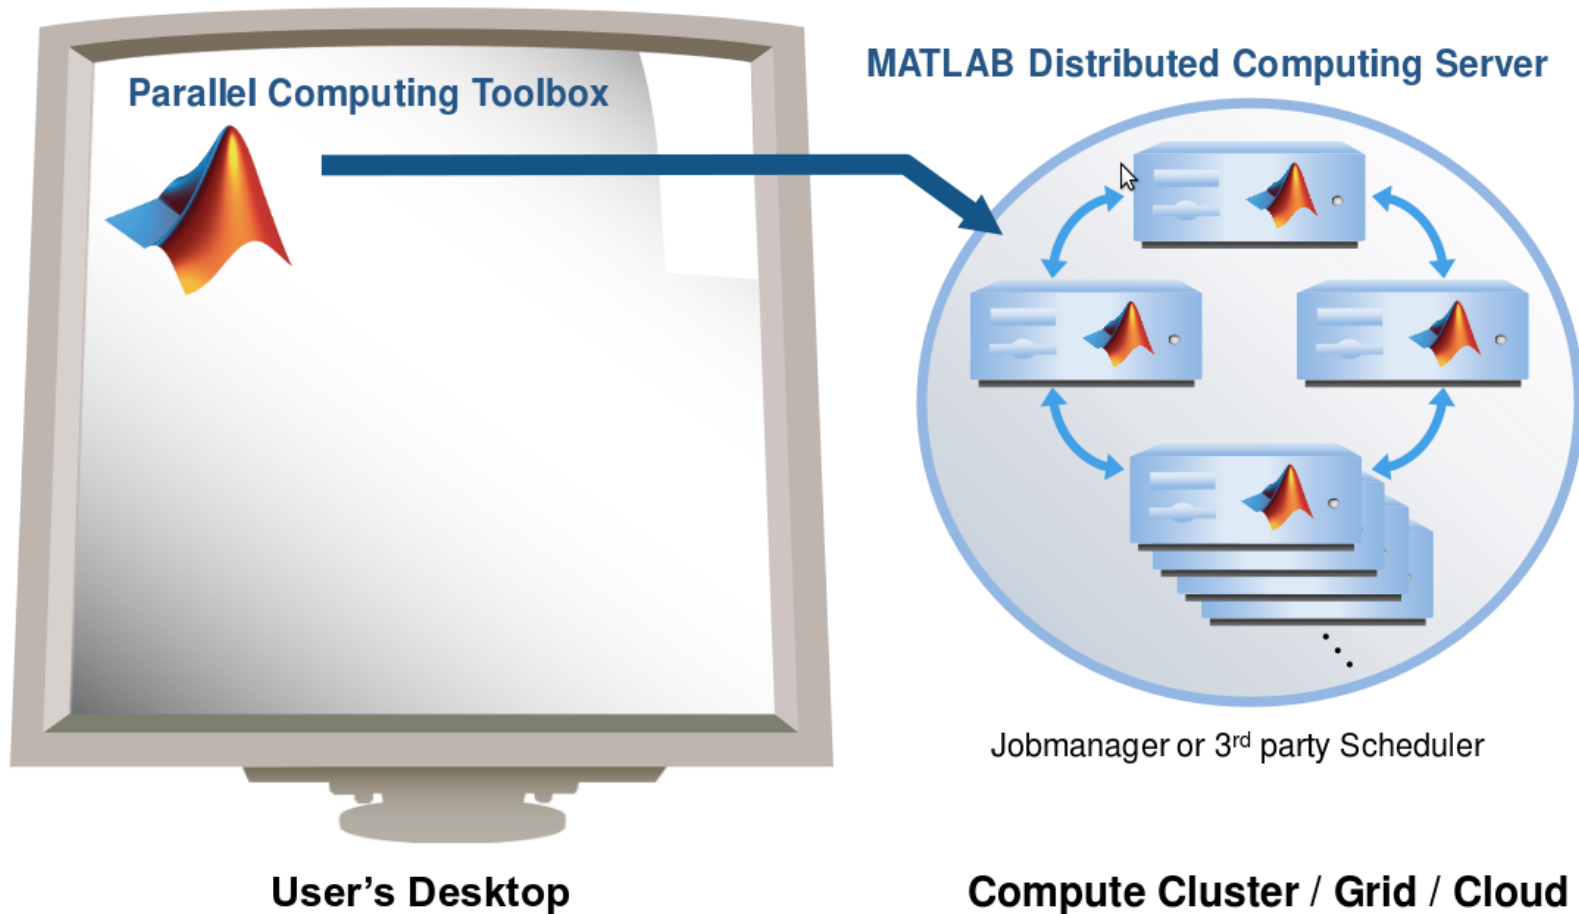 Parallel Computing Toolbox
MATLAB Distributed Computing Server
Jobmanager or 3rd party Scheduler
User’s Desktop
Compute Cluster / Grid / Cloud